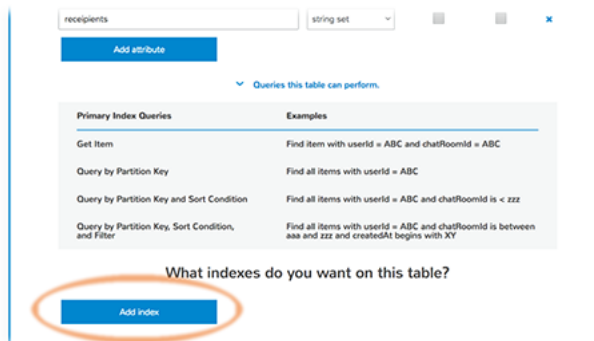 receipients string set
Add attribute
Queries this table can perform.
Primary Index Queries Examples
Get Item Find item with userId = ABC and chatRoomId = ABC
Query by Partition Key Find all items with userId = ABC
Query by Partition Key and Sort Condition Find all items with userId = ABC and chatRoomId is < zzz
Query by Partition Key, Sort Condition, Find all items with userId = ABC and chatRoomId is between
and Filter aaa and zzz and createdAt begins with XY
What indexes do you want on this table?
Add index